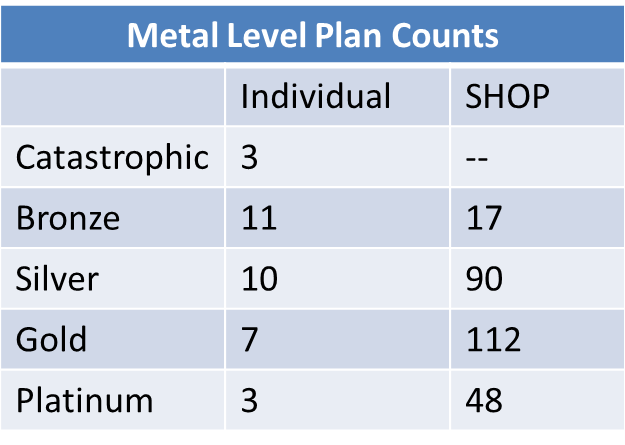 Metal Level Plan Counts
Individual SHOP
Catastrophic 3 --
Bronze 11 17
Silver 10 90
Gold 7 112
Platinum 3 48